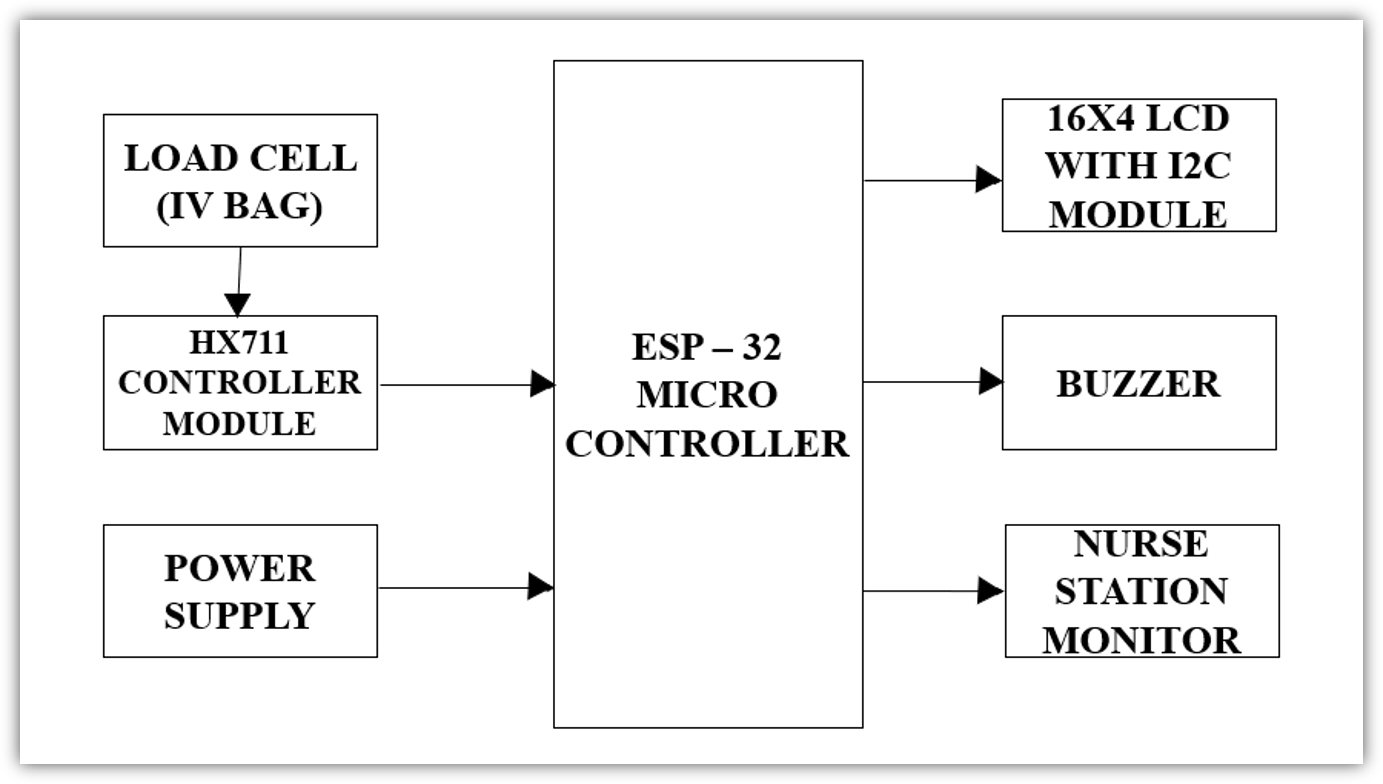 LOAD CELL
(IV BAG)
HX711
CONTROLLER
MODULE
POWER
SUPPLY
ESP – 32
MICRO
CONTROLLER
16X4 LCD
WITH I2C
MODULE
BUZZER
NURSE
STATION
MONITOR